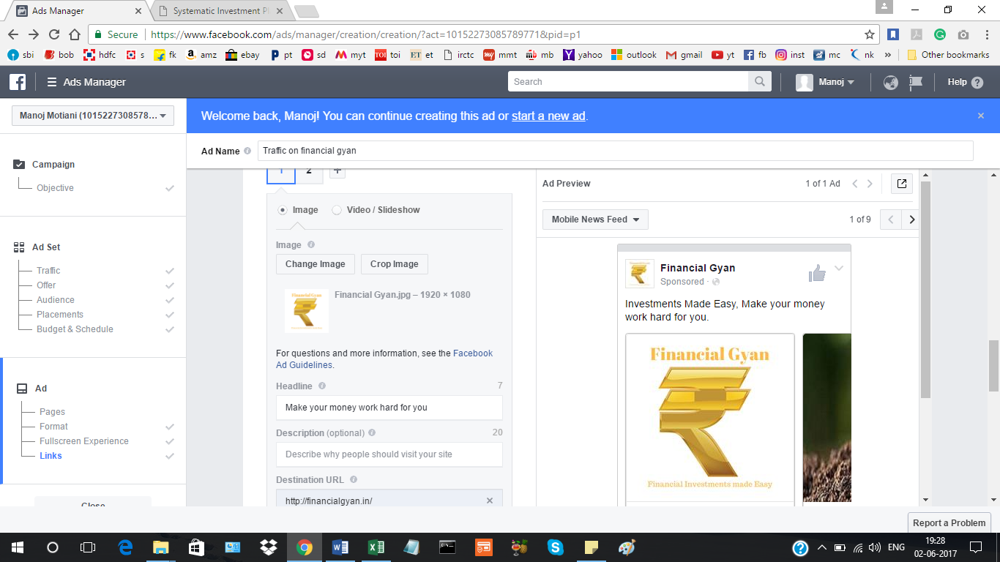 Ads Manager
Systematic Investment Pl
Secure
https://www.facebook.com/ads/manager/creation/creation/?act=10152273085789771&pid=p1
sbi bob hdfc s fk amz ebay pt sd myt toi et irctc mmt mb yahoo outlook gmail yt fb inst mc nk » Other bookmarks
Ads Manager
Search
Manoj
Help ?
Manoj Motiani (1015227308578...
Welcome back, Manoj! You can continue creating this ad or start a new ad.
Ad Name Traffic on financial gyan
Campaign
Objective
Ad Set
Traffic
Offer
Audience
Placements
Budget & Schedule
Ad
Pages
Format
Fullscreen Experience
Links
Close
1 2 +
Image Video / Slideshow
Image
Change Image Crop Image
Financial Gyan
Financial Gyan.jpg – 1920 × 1080
For questions and more information, see the Facebook
Ad Guidelines.
Headline 7
Make your money work hard for you
Description (optional) 20
Describe why people should visit your site
Destination URL
http://financialgyan.in/
Ad Preview 1 of 1 Ad
Mobile News Feed 1 of 9
Financial Gyan
Sponsored ·
Investments Made Easy, Make your money
work hard for you.
Financial Gyan
Financial Investments made Easy
Report a Problem
ENG
19:28
02-06-2017